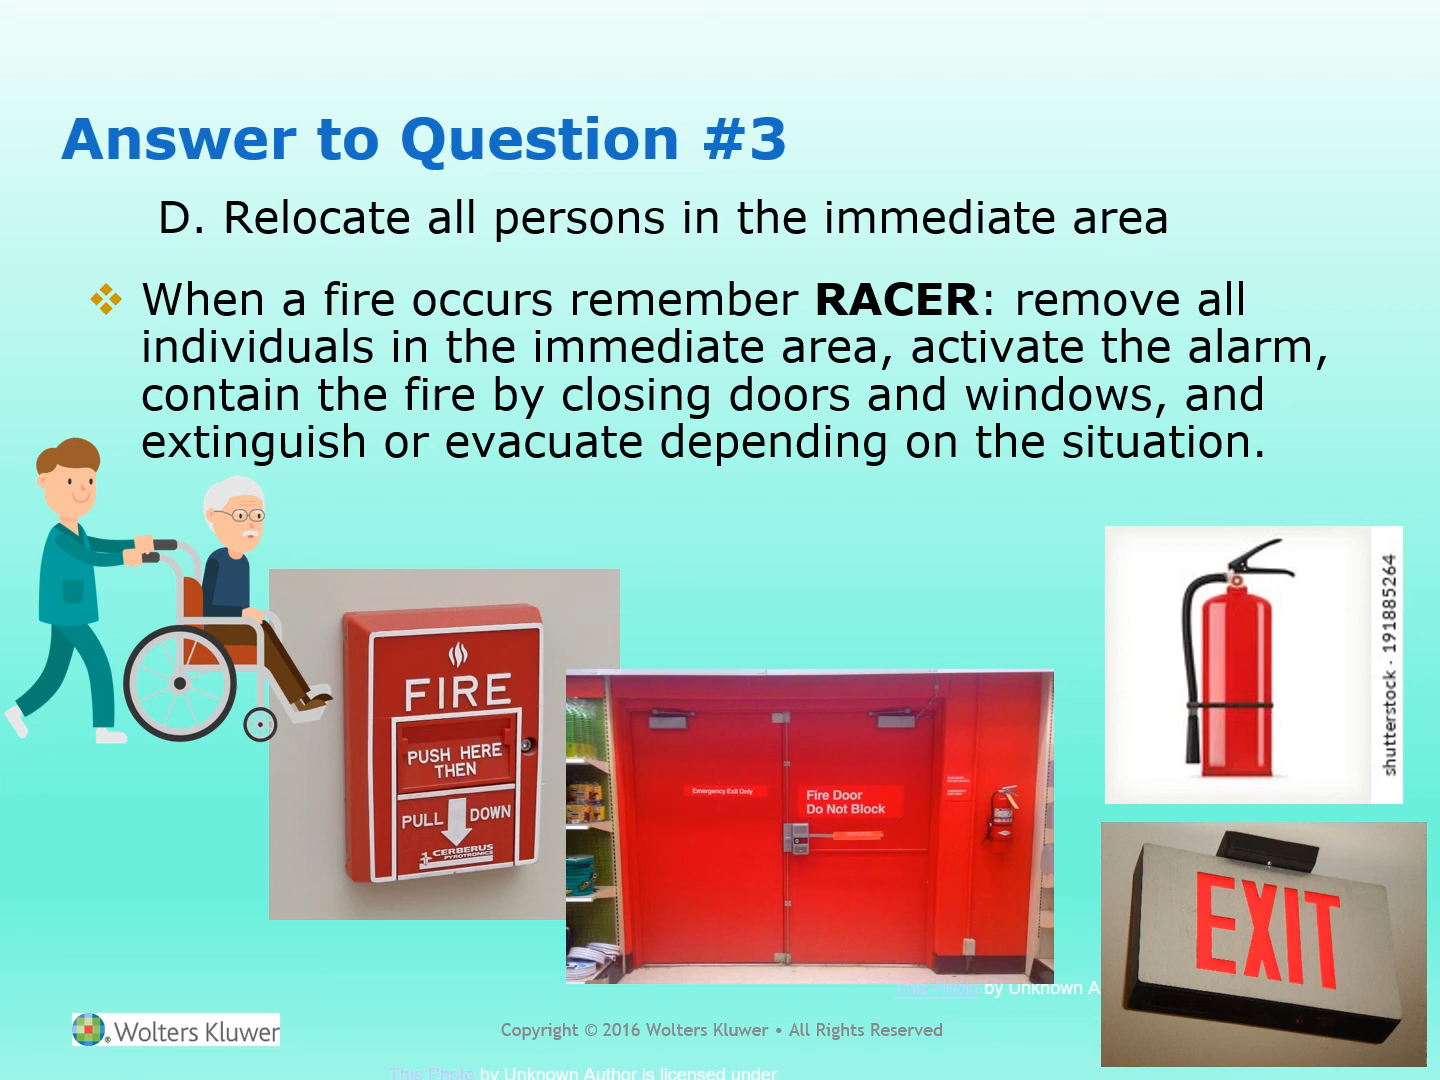 Answer to Question #3
D. Relocate all persons in the immediate area
❖ When a fire occurs remember RACER: remove all
individuals in the immediate area, activate the alarm,
contain the fire by closing doors and windows, and
extinguish or evacuate depending on the situation.
FIRE
PUSH HERE
THEN
PULL DOWN
CERBERUS
PYROTRONICS
Emergency Exit Only
Fire Door
Do Not Block
shutterstock · 191885264
EXIT
This Photo by Unknown A
Wolters Kluwer
Copyright © 2016 Wolters Kluwer • All Rights Reserved
This Photo by Unknown Author is licensed under